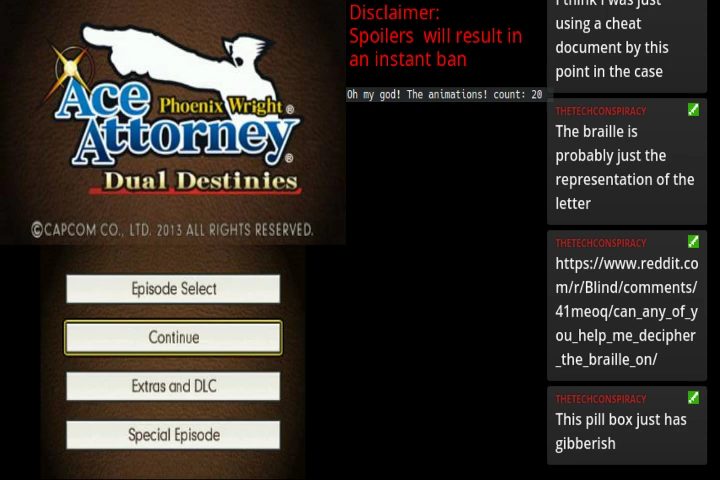 Ace
Phoenix Wright®
Attorney®
Dual Destinies
©CAPCOM CO., LTD. 2013 ALL RIGHTS RESERVED.
Episode Select
Continue
Extras and DLC
Special Episode
Disclaimer:
Spoilers will result in
an instant ban
Oh my god! The animations! count: 20
I think I was just
using a cheat
document by this
point in the case
THETECHCONSPIRACY
The braille is
probably just the
representation of the
letter
THETECHCONSPIRACY
https://www.reddit.co
m/r/Blind/comments/
41meoq/can_any_of_y
ou_help_me_decipher
_the_braille_on/
THETECHCONSPIRACY
This pill box just has
gibberish